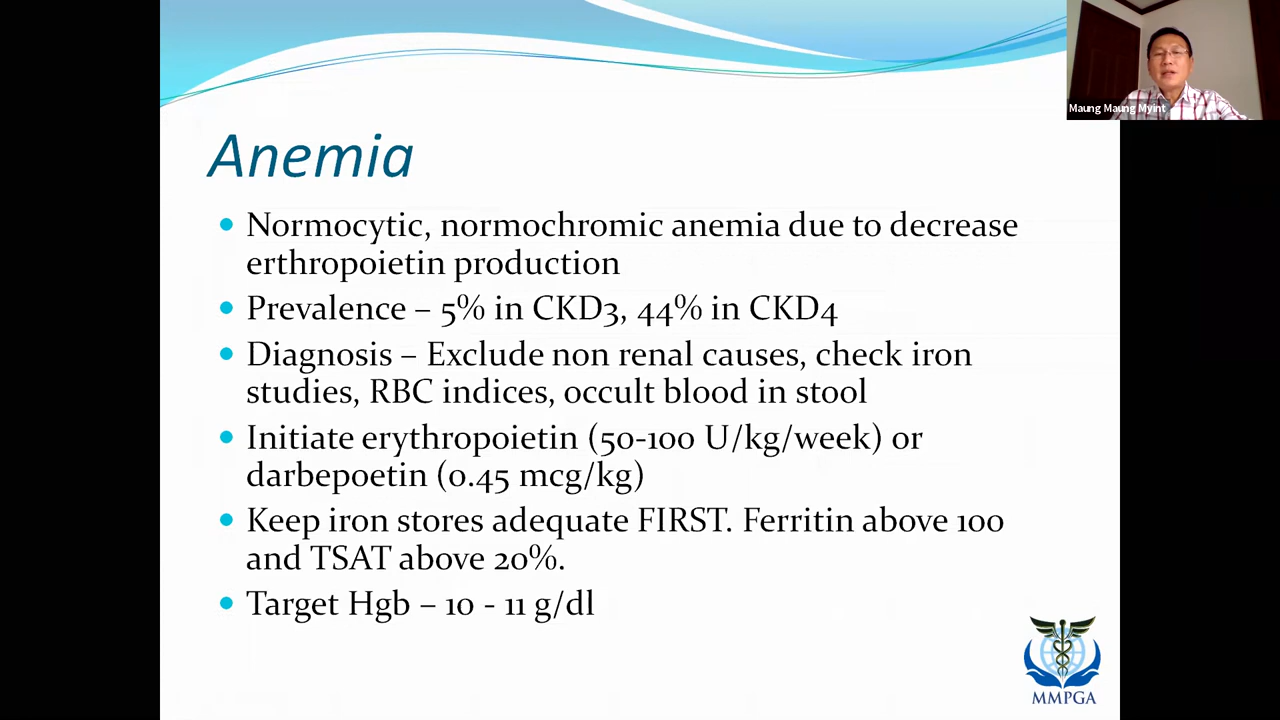 Maung Maung Myint
Anemia
• Normocytic, normochromic anemia due to decrease
erthropoietin production
• Prevalence – 5% in CKD3, 44% in CKD4
• Diagnosis – Exclude non renal causes, check iron
studies, RBC indices, occult blood in stool
• Initiate erythropoietin (50-100 U/kg/week) or
darbepoetin (0.45 mcg/kg)
• Keep iron stores adequate FIRST. Ferritin above 100
and TSAT above 20%.
• Target Hgb – 10 - 11 g/dl
MMPGA